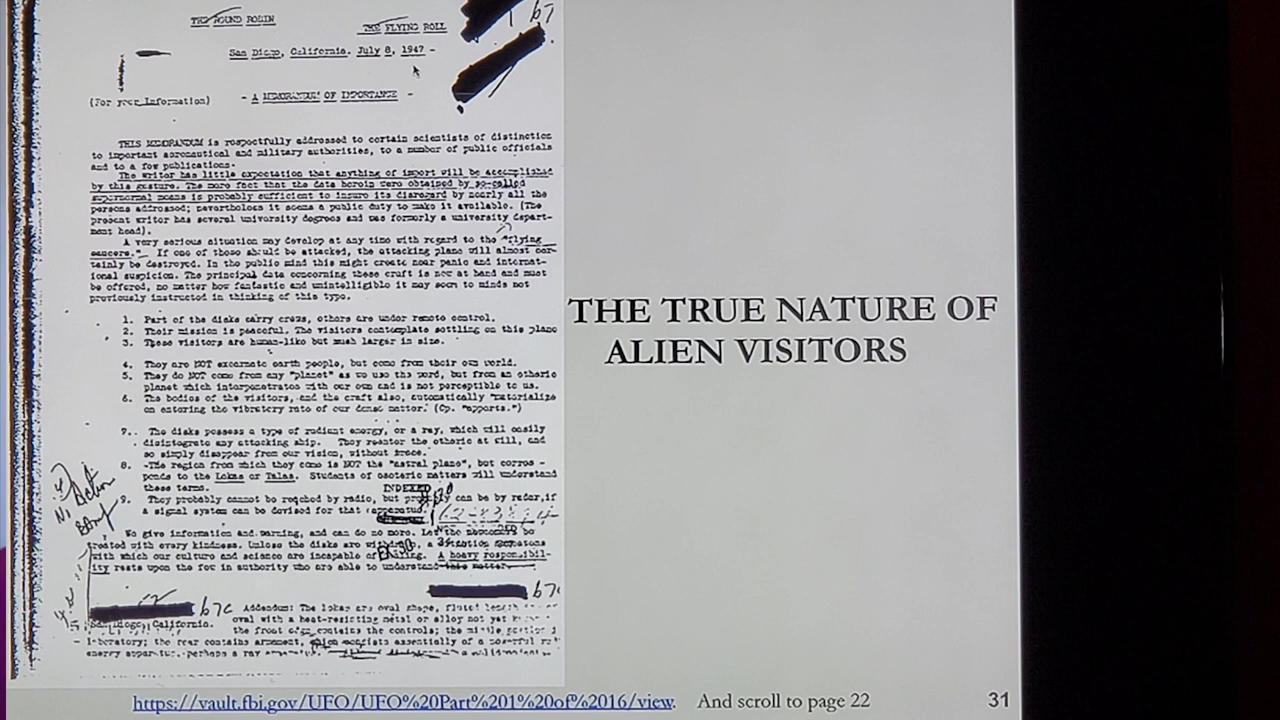 THE ROUND ROBIN
THE FLYING ROLL
San Diego, California. July 8, 1947 -
(For your Information)
- A MEMORANDUM OF IMPORTANCE -
THIS MEMORANDUM is respectfully addressed to certain scientists of distinction
to important aeronautical and military authorities, to a number of public officials
and to a few publications.
The writer has little expectation that anything of import will be accomplished
by this gesture. The mere fact that the data herein were obtained by so-called
supernormal means is probably sufficient to insure its disregard by nearly all the
persons addressed; nevertheless it seems a public duty to make it available. (The
present writer has several university degrees and was formerly a university depart-
ment head).
A very serious situation may develop at any time with regard to the "flying
saucers." If one of these should be attacked, the attacking plane will almost cer-
tainly be destroyed. In the public mind this might create near panic and internat-
ional suspicion. The principal data concerning these craft is now at hand and must
be offered, no matter how fantastic and unintelligible it may seem to minds not
previously instructed in thinking of this type.
1. Part of the disks carry crews, others are under remote control.
2. Their mission is peaceful. The visitors contemplate settling on this plane
3. These visitors are human-like but much larger in size.
4. They are NOT excarnate earth people, but come from their own world.
5. They do NOT come from any "planet" as we use the word, but from an etheric
planet which interpenetrates with our own and is not perceptible to us.
6. The bodies of the visitors, and the craft also, automatically "materialize
on entering the vibratory rate of our dense matter. (Cp. "apports.")
7. The disks possess a type of radiant energy, or a ray, which will easily
disintegrate any attacking ship. They reenter the etheric at will, and
so simply disappear from our vision, without trace.
8. The region from which they come is NOT the "astral plane", but corres -
ponds to the Lokas or Talas. Students of esoteric matters will understand
these terms.
INDEXED
9. They probably cannot be reached by radio, but can be by radar, if
a signal system can be devised for that apparatus.
No Action
We give information and warning, and can do no more. Let the newcomers be
treated with every kindness. Unless the disks are a
with which our culture and science are incapable of A heavy responsibil-
EX-30
ity rests upon the few in authority who are able to understand this matter.
b7c
San Diego, California.
Addendum: The lokas are oval shape, fluted length
oval with a heat-resisting metal or alloy not yet
the front contains the controls; the middle portion
laboratory; the rear contains armament, which consists essentially of a powerful
energy apparatus, perhaps a ray
THE TRUE NATURE OF
ALIEN VISITORS
https://vault.fbi.gov/UFO/UFO%20Part%201%20of%2016/view. And scroll to page 22
31